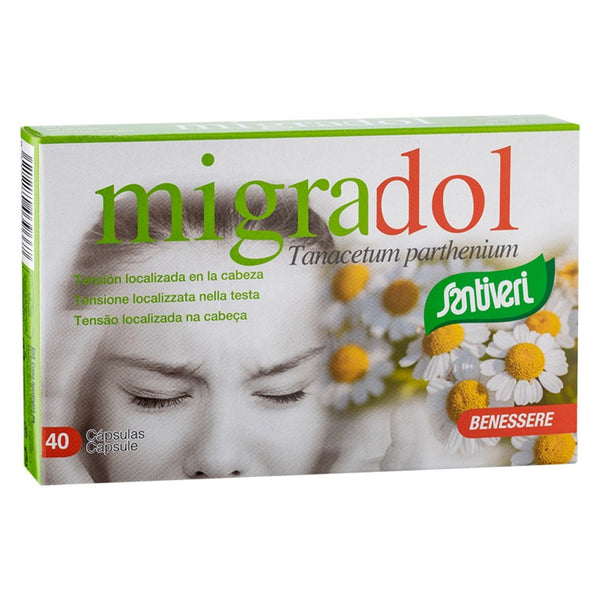 migradol
Tanacetum parthenium
Tensión localizada en la cabeza
Tensione localizzata nella testa
Tensão localizada na cabeça
Santiveri
BENESSERE
40 Cápsulas
Capsule